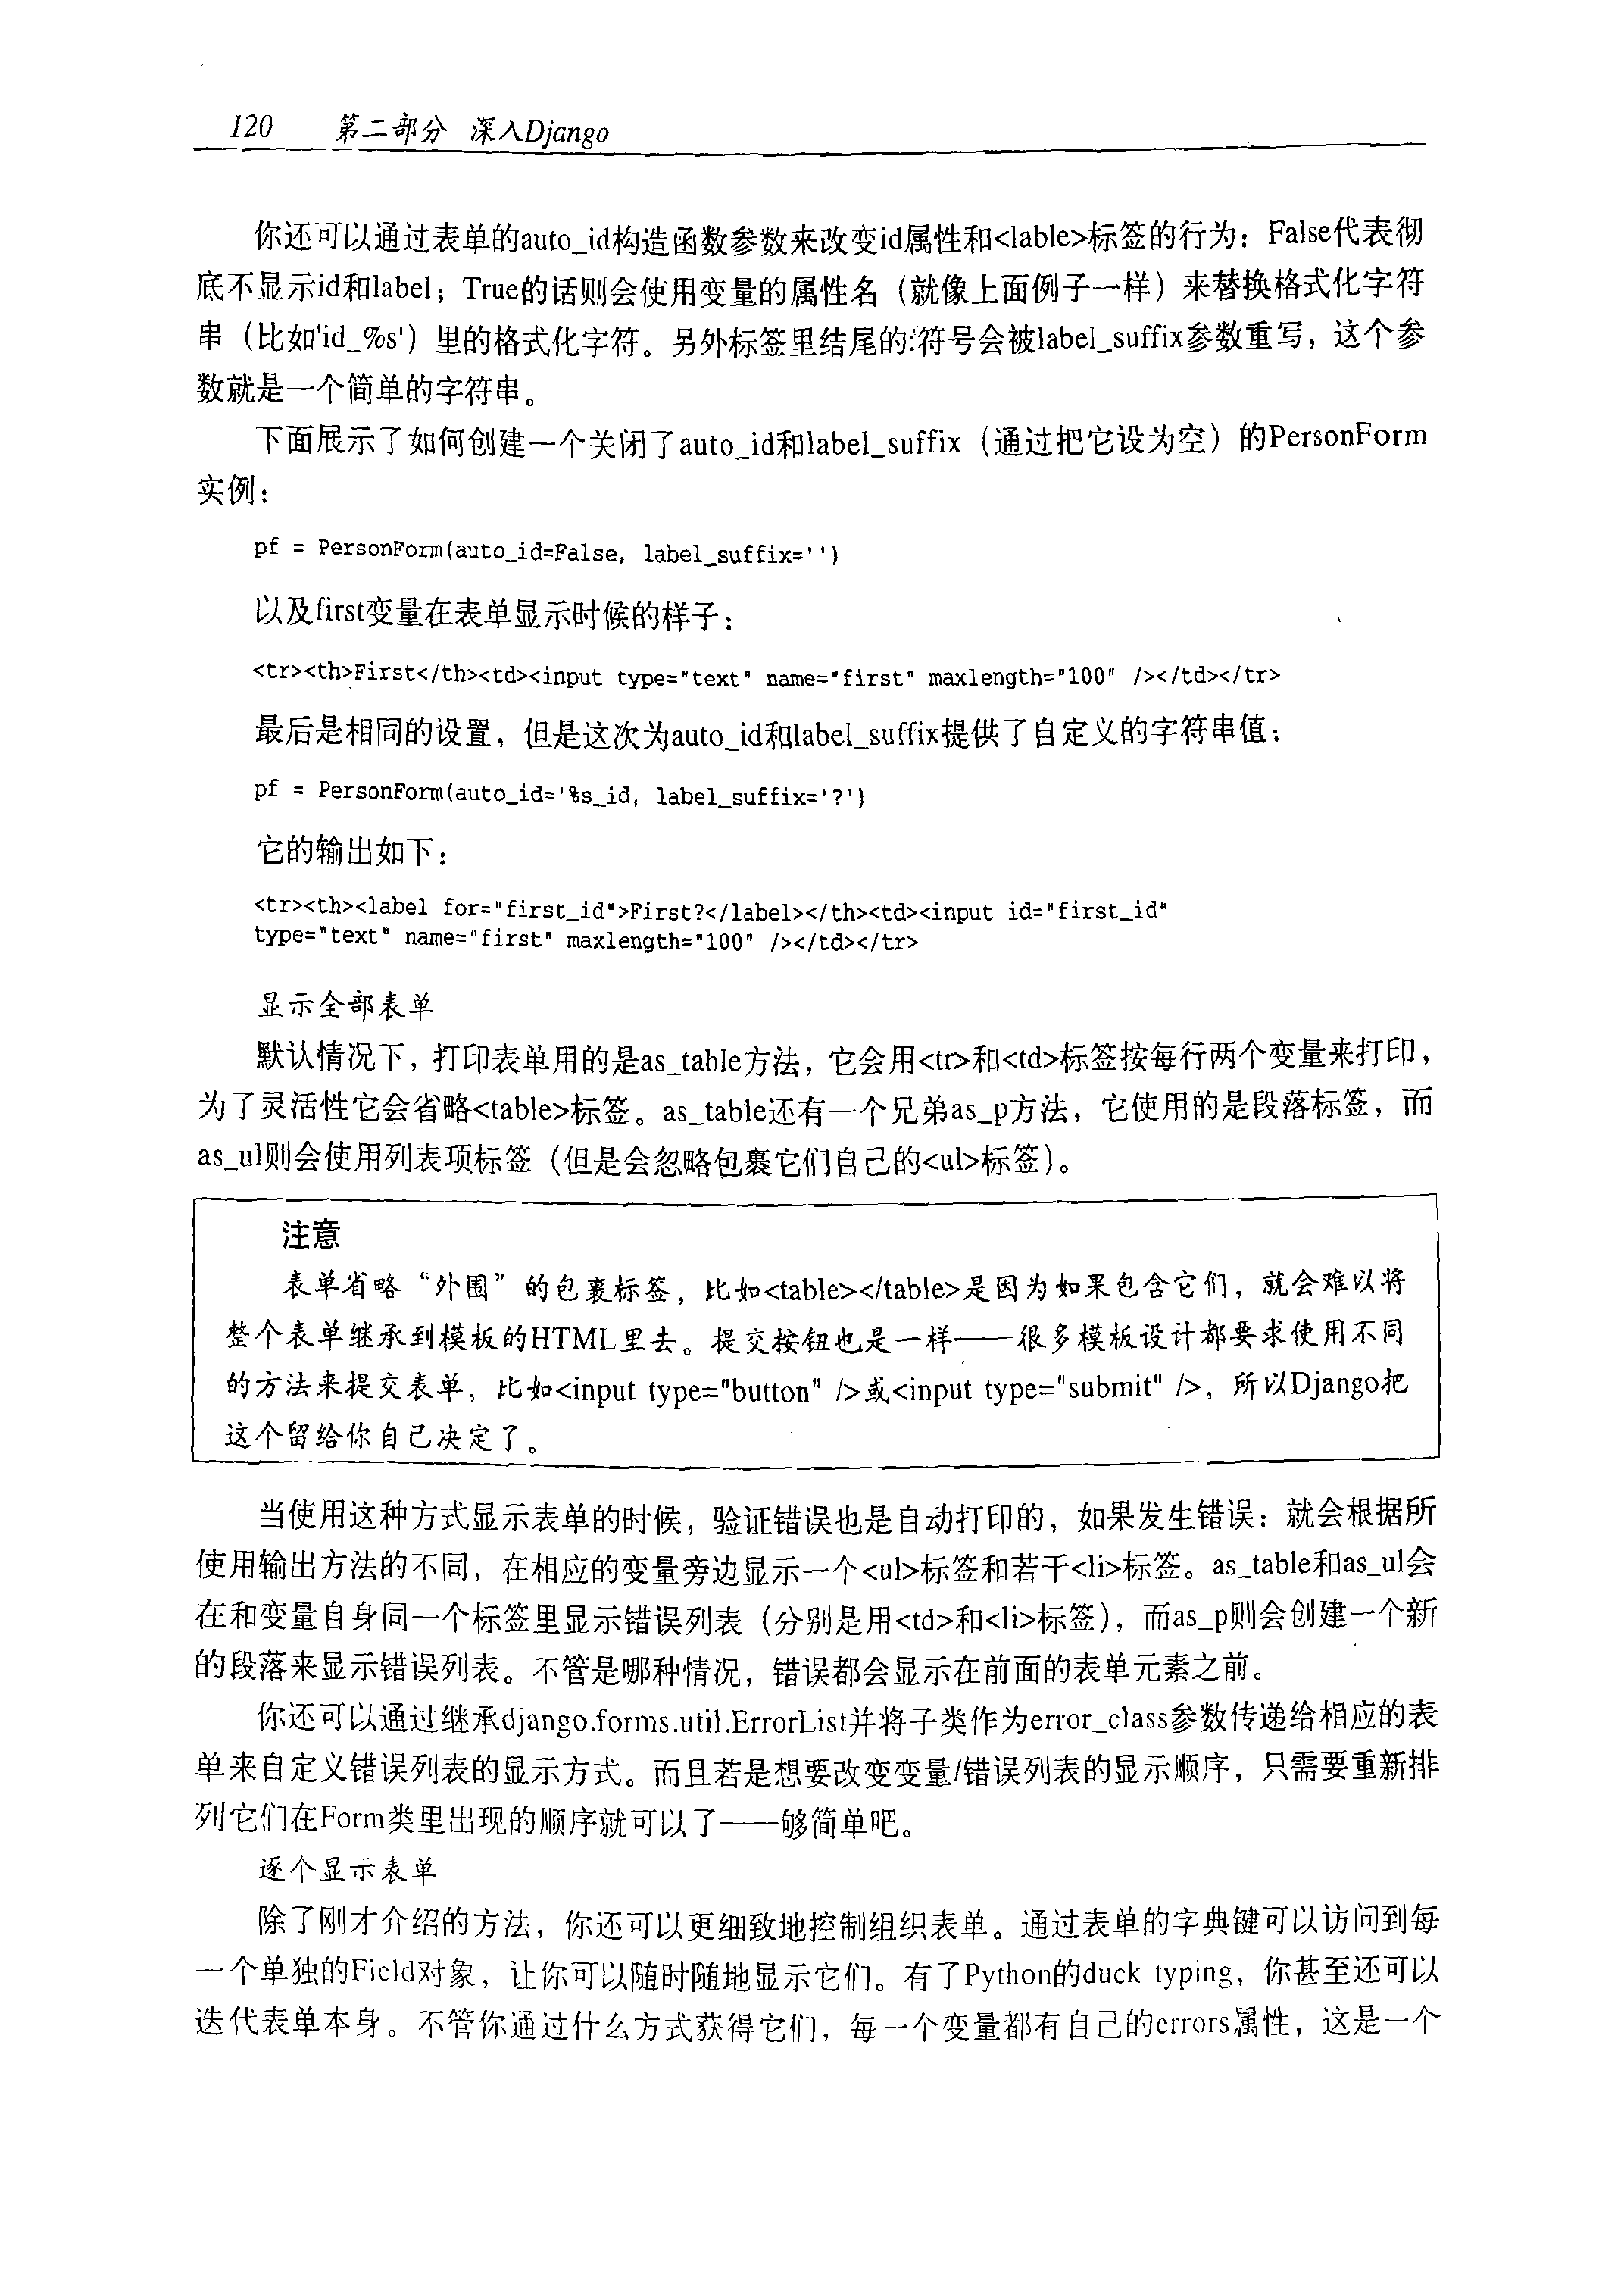 120 第二部分 深入Django
你还可以通过表单的auto_id构造函数参数来改变id属性和<lable>标签的行为：False代表彻
底不显示id和label；True的话则会使用变量的属性名（就像上面例子一样）来替换格式化字符
串（比如'id_%s'）里的格式化字符。另外标签里结尾的:符号会被label_suffix参数重写，这个参
数就是一个简单的字符串。
下面展示了如何创建一个关闭了auto_id和label_suffix（通过把它设为空）的PersonForm
实例：
pf = PersonForm(auto_id=False, label_suffix='')
以及first变量在表单显示时候的样子：
<tr><th>First</th><td><input type="text" name="first" maxlength="100" /></td></tr>
最后是相同的设置，但是这次为auto_id和label_suffix提供了自定义的字符串值：
pf = PersonForm(auto_id='%s_id, label_suffix='?')
它的输出如下：
<tr><th><label for="first_id">First?</label></th><td><input id="first_id"
type="text" name="first" maxlength="100" /></td></tr>
显示全部表单
默认情况下，打印表单用的是as_table方法，它会用<tr>和<td>标签按每行两个变量来打印，
为了灵活性它会省略<table>标签。as_table还有一个兄弟as_p方法，它使用的是段落标签，而
as_ul则会使用列表项标签（但是会忽略包裹它们自己的<ul>标签）。
注意
表单省略“外围”的包裹标签，比如<table></table>是因为如果包含它们，就会难以将
整个表单继承到模板的HTML里去。提交按钮也是一样——很多模板设计都要求使用不同
的方法来提交表单，比如<input type="button" />或<input type="submit" />，所以Django把
这个留给你自己决定了。
当使用这种方式显示表单的时候，验证错误也是自动打印的，如果发生错误：就会根据所
使用输出方法的不同，在相应的变量旁边显示一个<ul>标签和若干<li>标签。as_table和as_ul会
在和变量自身同一个标签里显示错误列表（分别是用<td>和<li>标签），而as_p则会创建一个新
的段落来显示错误列表。不管是哪种情况，错误都会显示在前面的表单元素之前。
你还可以通过继承django.forms.util.ErrorList并将子类作为error_class参数传递给相应的表
单来自定义错误列表的显示方式。而且若是想要改变变量/错误列表的显示顺序，只需要重新排
列它们在Form类里出现的顺序就可以了——够简单吧。
逐个显示表单
除了刚才介绍的方法，你还可以更细致地控制组织表单。通过表单的字典键可以访问到每
一个单独的Field对象，让你可以随时随地显示它们。有了Python的duck typing，你甚至还可以
迭代表单本身。不管你通过什么方式获得它们，每一个变量都有自己的errors属性，这是一个